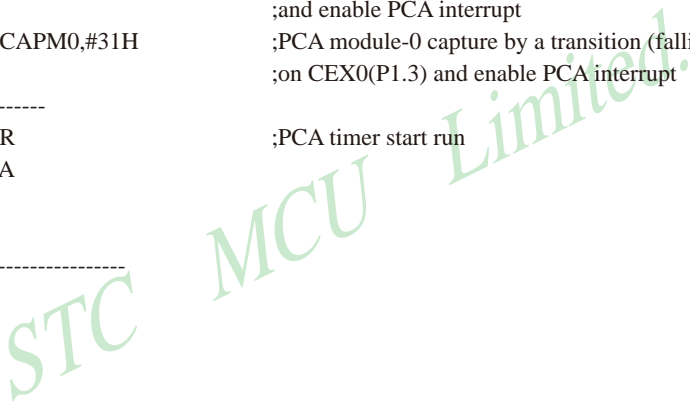 ;and enable PCA interrupt
CAPM0,#31H ;PCA module-0 capture by a transition (falli
;on CEX0(P1.3) and enable PCA interrupt
------
R ;PCA timer start run
A
----------------
STC MCU Limited.